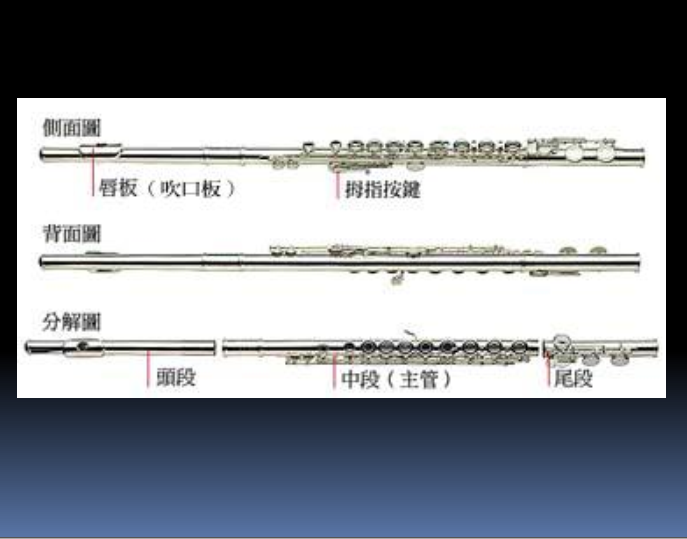 側面圖
唇板（吹口板）
拇指按鍵
背面圖
分解圖
頭段
中段（主管）
尾段